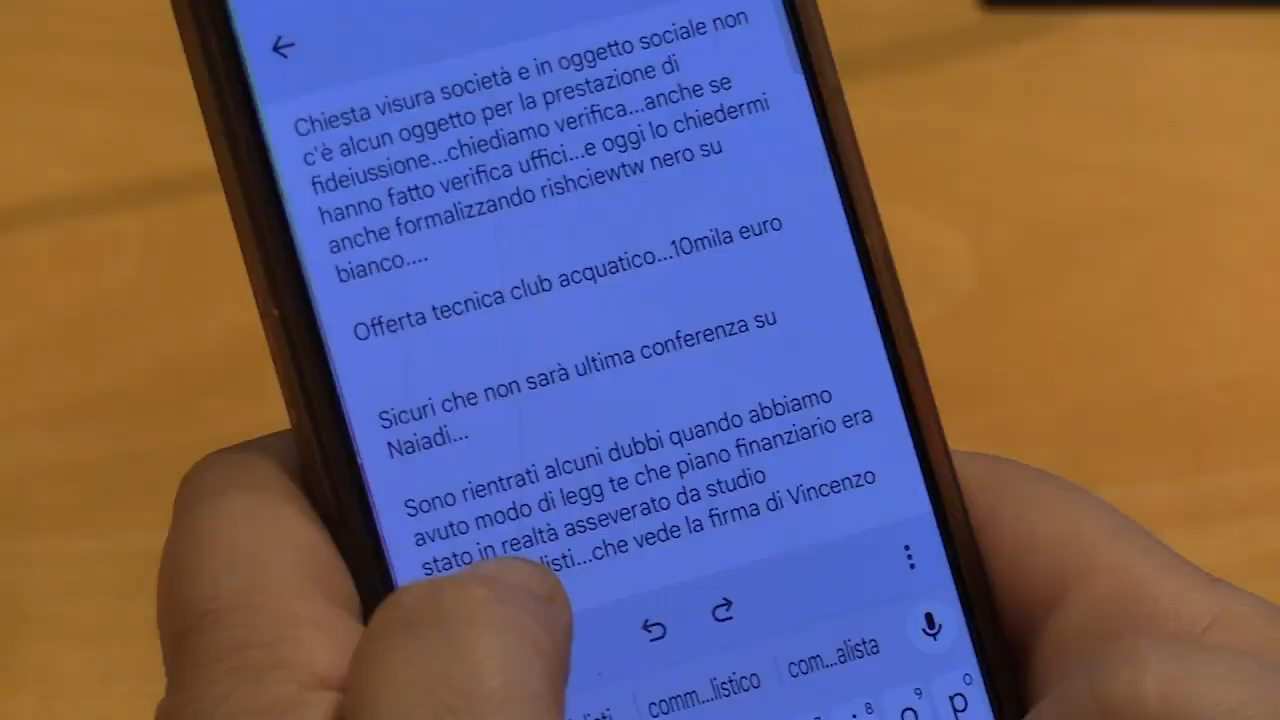 Chiesta visura società e in oggetto sociale non
c'è alcun oggetto per la prestazione di
fideiussione...chiediamo verifica...anche se
hanno fatto verifica uffici...e oggi lo chiedermi
anche formalizzando rishciewtw nero su
bianco....
Offerta tecnica club acquatico...10mila euro
Sicuri che non sarà ultima conferenza su
Naiadi...
Sono rientrati alcuni dubbi quando abbiamo
avuto modo di legg te che piano finanziario era
stato in realtà asseverato da studio
listi...che vede la firma di Vincenzo
comm...listico com...alista
8 9 0
o p